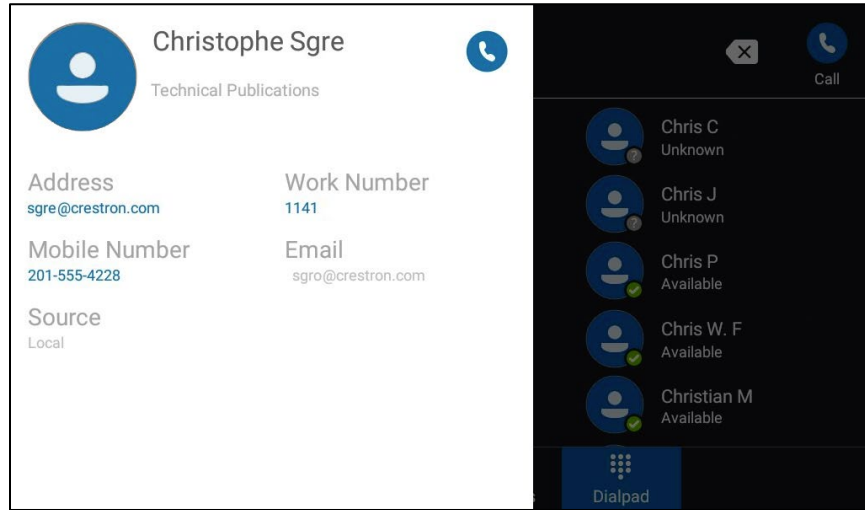 Christophe Sgre
Technical Publications
Address
sgre@crestron.com
Work Number
1141
Mobile Number
201-555-4228
Email
sgro@crestron.com
Source
Local
Call
Chris C
Unknown
Chris J
Unknown
Chris P
Available
Chris W. F
Available
Christian M
Available
s
Dialpad